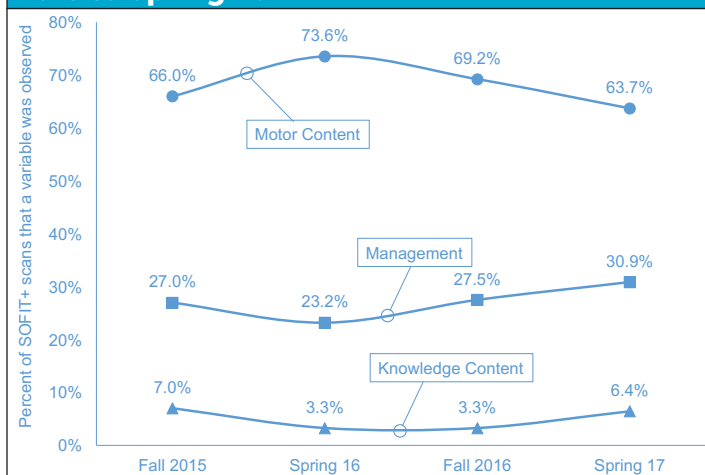 80%
70%
60%
50%
40%
30%
20%
10%
0%
Percent of SOFIT+ scans that a variable was observed
66.0%
73.6%
69.2%
63.7%
Motor Content
27.0%
23.2%
27.5%
30.9%
Management
7.0%
3.3%
3.3%
6.4%
Knowledge Content
Fall 2015
Spring 16
Fall 2016
Spring 17